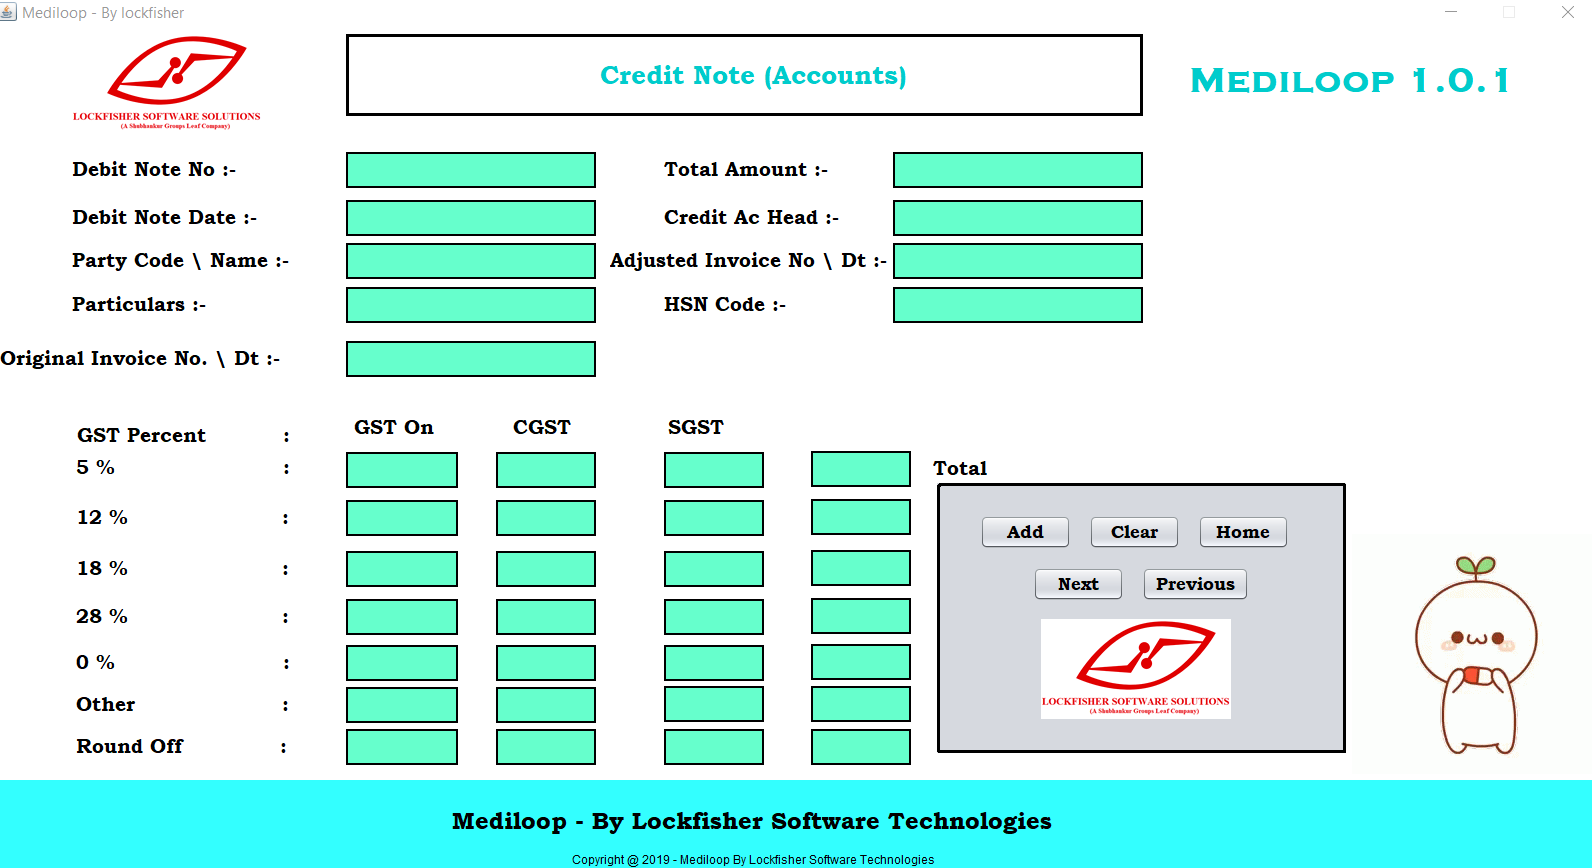 Mediloop - By lockfisher
LOCKFISHER SOFTWARE SOLUTIONS
(A Shubhankar Groups Leaf Company)
Credit Note (Accounts)
Mediloop 1.0.1
Debit Note No :-
Total Amount :-
Debit Note Date :-
Credit Ac Head :-
Party Code \ Name :-
Adjusted Invoice No \ Dt :-
Particulars :-
HSN Code :-
Original Invoice No. \ Dt :-
GST Percent :
GST On
CGST
SGST
5 % :
Total
12 % :
18 % :
28 % :
0 % :
Other :
Round Off :
Add
Clear
Home
Next
Previous
LOCKFISHER SOFTWARE SOLUTIONS
(A Shubhankar Groups Leaf Company)
Mediloop - By Lockfisher Software Technologies
Copyright @ 2019 - Mediloop By Lockfisher Software Technologies